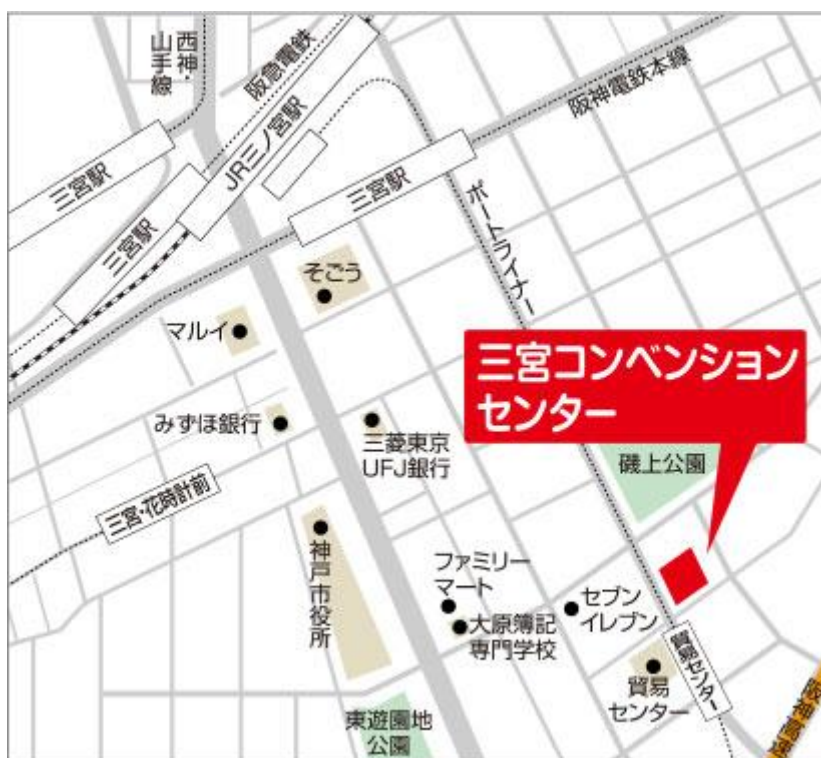 西神・
山手線
阪急電鉄
JR三ノ宮駅
阪神電鉄本線
三宮駅
三宮駅
三宮駅
ポートライナー
そごう
マルイ
三宮コンベンション
センター
みずほ銀行
三菱東京
UFJ銀行
磯上公園
三宮・花時計前
神戸市役所
ファミリー
マート
大原簿記
専門学校
セブン
イレブン
貿易センター
貿易
センター
東遊園地
公園
阪神高速